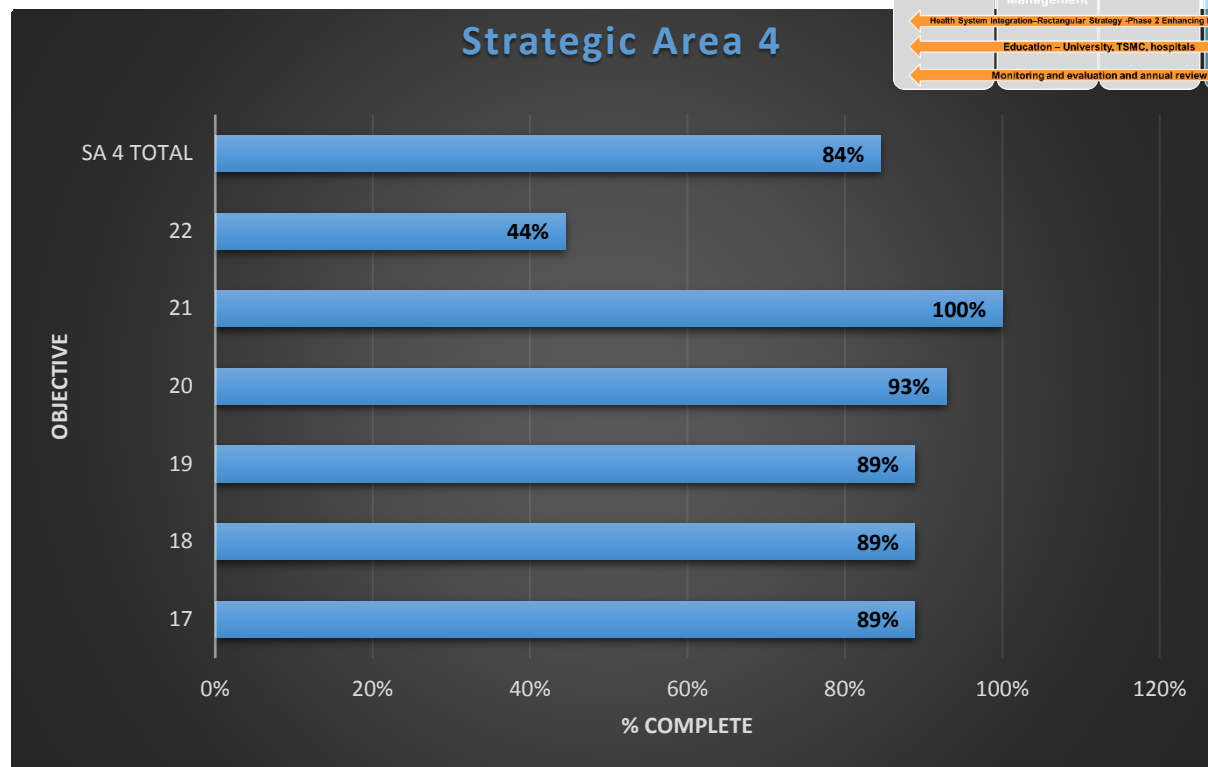 Management
Health System Integration–Rectangular Strategy -Phase 2 Enhancing
Education – University, TSMC, hospitals
Monitoring and evaluation and annual review
Strategic Area 4
SA 4 TOTAL
84%
22
44%
21
100%
20
93%
19
89%
18
89%
17
89%
OBJECTIVE
0% 20% 40% 60% 80% 100% 120%
% COMPLETE